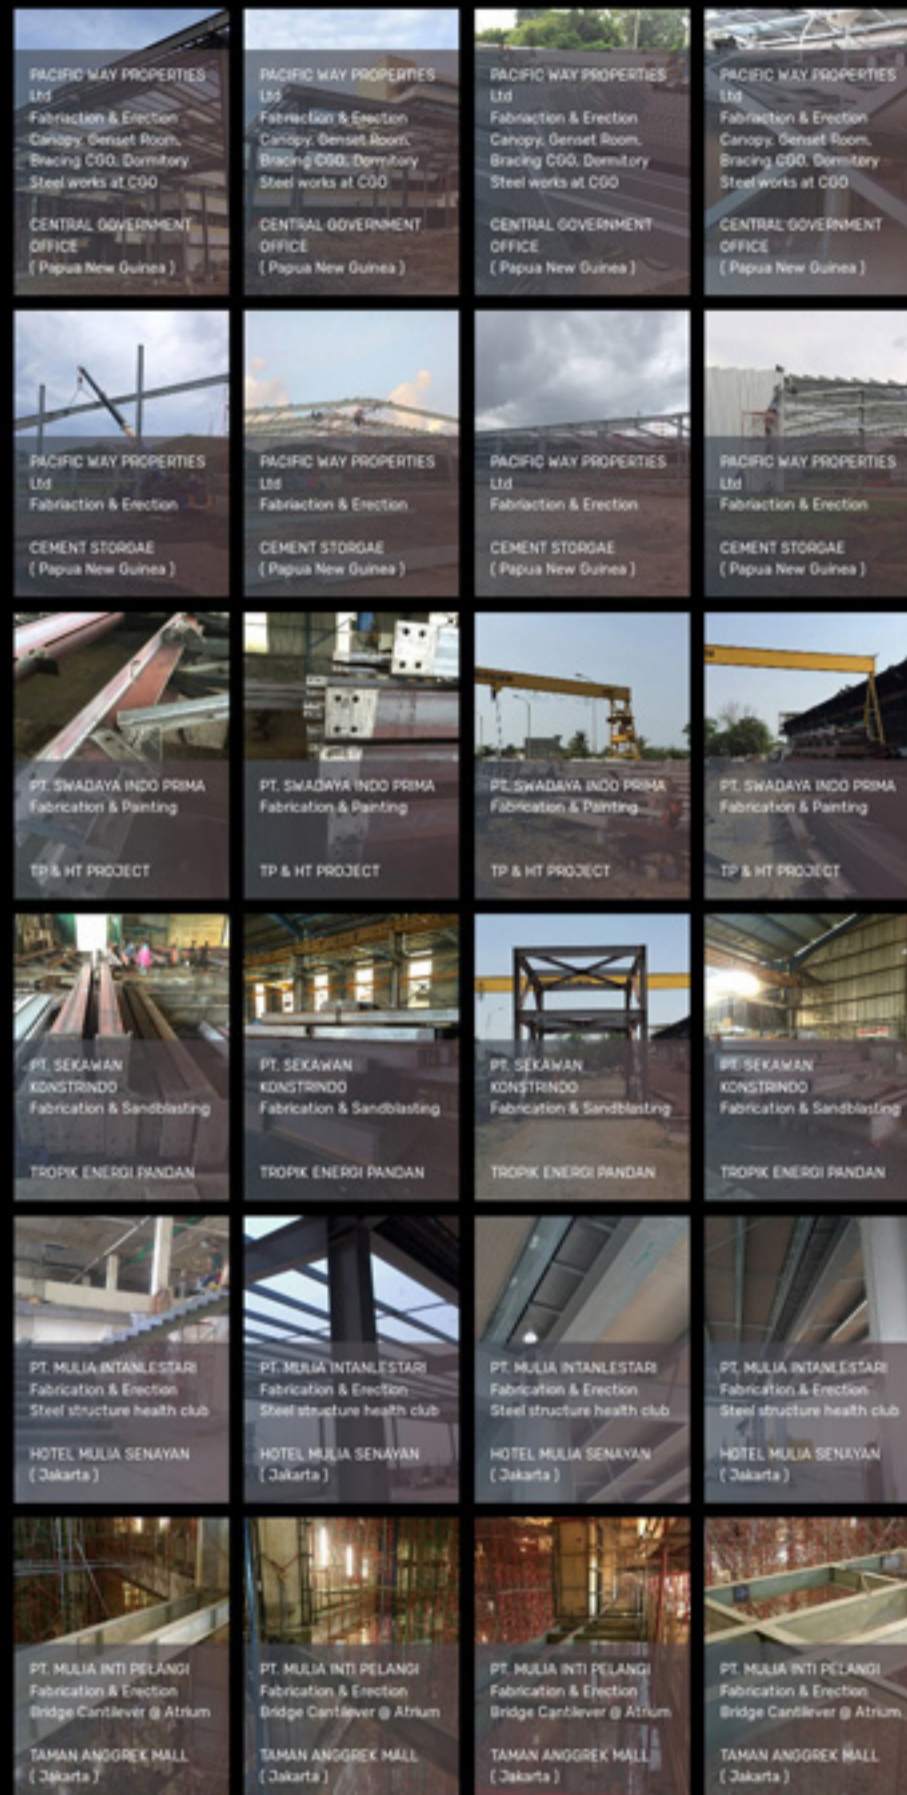 PACIFIC WAY PROPERTIES
Ltd
Fabriaction & Erection
Canopy, Genset Room,
Bracing CGO, Dormitory
Steel works at CGO
CENTRAL GOVERNMENT
OFFICE
( Papua New Guinea )
PACIFIC WAY PROPERTIES
Ltd
Fabriaction & Erection
Canopy, Genset Room,
Bracing CGO, Dormitory
Steel works at CGO
CENTRAL GOVERNMENT
OFFICE
( Papua New Guinea )
PACIFIC WAY PROPERTIES
Ltd
Fabriaction & Erection
Canopy, Genset Room,
Bracing CGO, Dormitory
Steel works at CGO
CENTRAL GOVERNMENT
OFFICE
( Papua New Guinea )
PACIFIC WAY PROPERTIES
Ltd
Fabriaction & Erection
Canopy, Genset Room,
Bracing CGO, Dormitory
Steel works at CGO
CENTRAL GOVERNMENT
OFFICE
( Papua New Guinea )
PACIFIC WAY PROPERTIES
Ltd
Fabriaction & Erection
CEMENT STORGAE
( Papua New Guinea )
PACIFIC WAY PROPERTIES
Ltd
Fabriaction & Erection
CEMENT STORGAE
( Papua New Guinea )
PACIFIC WAY PROPERTIES
Ltd
Fabriaction & Erection
CEMENT STORGAE
( Papua New Guinea )
PACIFIC WAY PROPERTIES
Ltd
Fabriaction & Erection
CEMENT STORGAE
( Papua New Guinea )
PT. SWADAYA INDO PRIMA
Fabrication & Painting
TP & HT PROJECT
PT. SWADAYA INDO PRIMA
Fabrication & Painting
TP & HT PROJECT
PT. SWADAYA INDO PRIMA
Fabrication & Painting
TP & HT PROJECT
PT. SWADAYA INDO PRIMA
Fabrication & Painting
TP & HT PROJECT
PT. SEKAWAN
KONSTRINDO
Fabrication & Sandblasting
TROPIK ENERGI PANDAN
PT. SEKAWAN
KONSTRINDO
Fabrication & Sandblasting
TROPIK ENERGI PANDAN
PT. SEKAWAN
KONSTRINDO
Fabrication & Sandblasting
TROPIK ENERGI PANDAN
PT. SEKAWAN
KONSTRINDO
Fabrication & Sandblasting
TROPIK ENERGI PANDAN
PT. MULIA INTANLESTARI
Fabrication & Erection
Steel structure health club
HOTEL MULIA SENAYAN
( Jakarta )
PT. MULIA INTANLESTARI
Fabrication & Erection
Steel structure health club
HOTEL MULIA SENAYAN
( Jakarta )
PT. MULIA INTANLESTARI
Fabrication & Erection
Steel structure health club
HOTEL MULIA SENAYAN
( Jakarta )
PT. MULIA INTANLESTARI
Fabrication & Erection
Steel structure health club
HOTEL MULIA SENAYAN
( Jakarta )
PT. MULIA INTI PELANGI
Fabrication & Erection
Bridge Cantilever @ Atrium
TAMAN ANGGREK MALL
( Jakarta )
PT. MULIA INTI PELANGI
Fabrication & Erection
Bridge Cantilever @ Atrium
TAMAN ANGGREK MALL
( Jakarta )
PT. MULIA INTI PELANGI
Fabrication & Erection
Bridge Cantilever @ Atrium
TAMAN ANGGREK MALL
( Jakarta )
PT. MULIA INTI PELANGI
Fabrication & Erection
Bridge Cantilever @ Atrium
TAMAN ANGGREK MALL
( Jakarta )